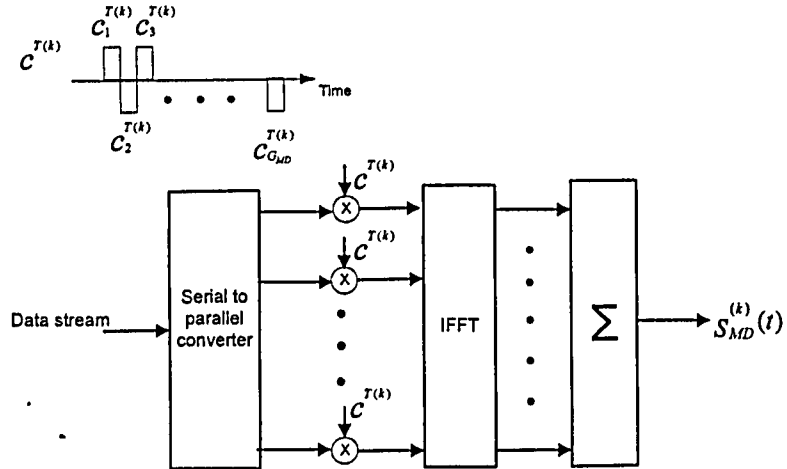 C_1^{T(k)} C_3^{T(k)}
C^{T(k)}
Time
C_2^{T(k)}
C_{G_{MD}}^{T(k)}
C^{T(k)}
X
C^{T(k)}
X
Data stream
Serial to
parallel
converter
IFFT
Σ
S_{MD}^{(k)}(t)
C^{T(k)}
X